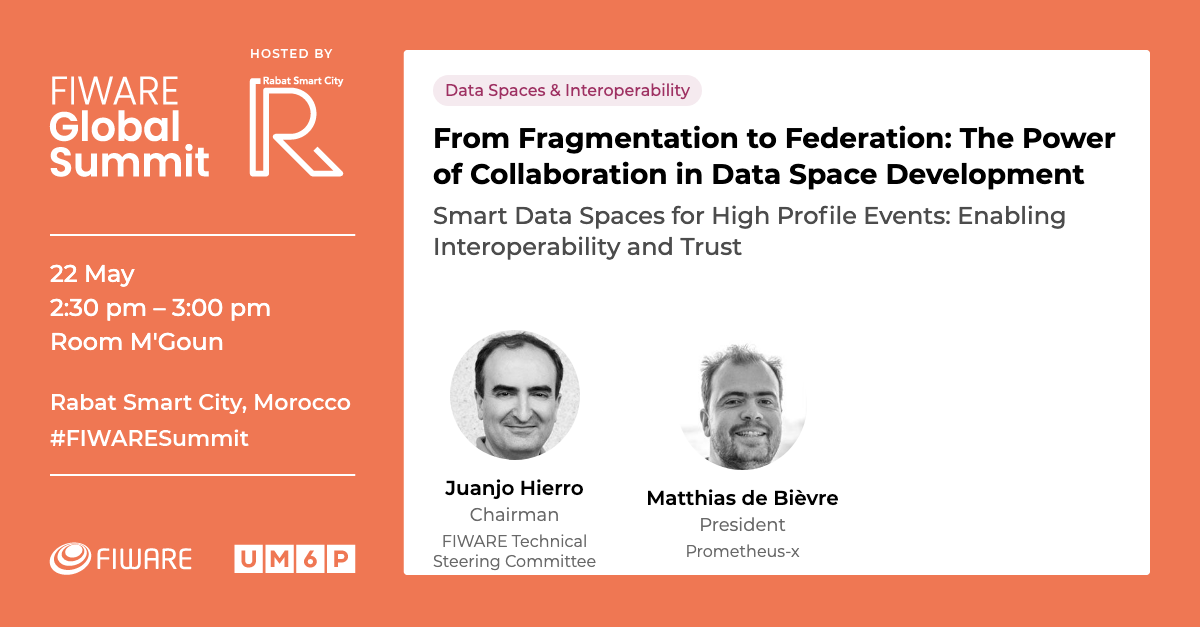 FIWARE
Global
Summit
HOSTED BY
Rabat Smart City
R
22 May
2:30 pm – 3:00 pm
Room M'Goun
Rabat Smart City, Morocco
#FIWARESummit
FIWARE
UM6P
Data Spaces & Interoperability
From Fragmentation to Federation: The Power
of Collaboration in Data Space Development
Smart Data Spaces for High Profile Events: Enabling
Interoperability and Trust
Juanjo Hierro
Chairman
FIWARE Technical
Steering Committee
Matthias de Bièvre
President
Prometheus-x